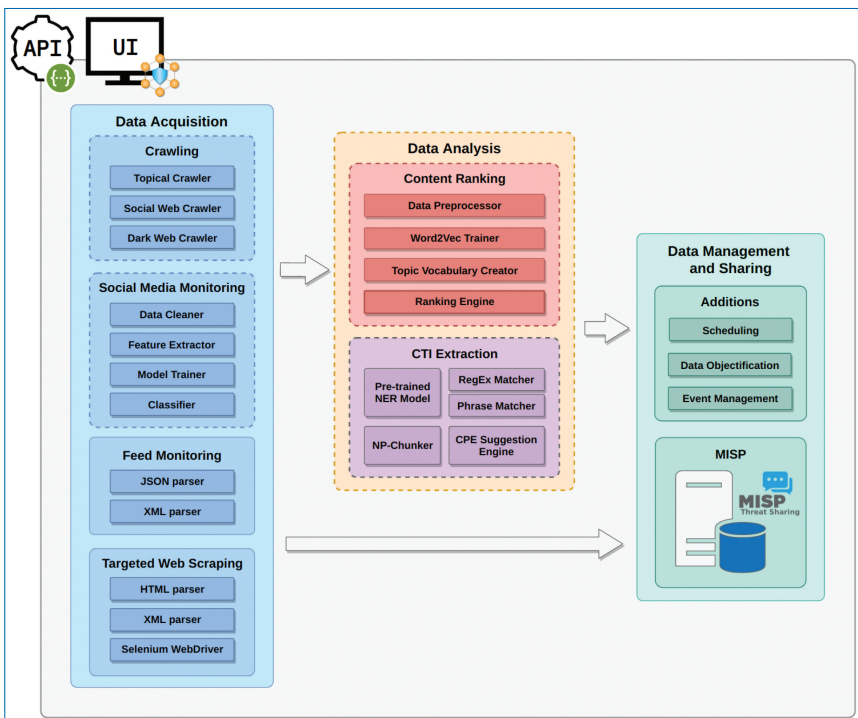 API
{··}
UI
Data Acquisition
Crawling
Topical Crawler
Social Web Crawler
Dark Web Crawler
Social Media Monitoring
Data Cleaner
Feature Extractor
Model Trainer
Classifier
Feed Monitoring
JSON parser
XML parser
Targeted Web Scraping
HTML parser
XML parser
Selenium WebDriver
Data Analysis
Content Ranking
Data Preprocessor
Word2Vec Trainer
Topic Vocabulary Creator
Ranking Engine
CTI Extraction
Pre-trained
NER Model
RegEx Matcher
Phrase Matcher
NP-Chunker
CPE Suggestion
Engine
Data Management
and Sharing
Additions
Scheduling
Data Objectification
Event Management
MISP
MISP
Threat Sharing